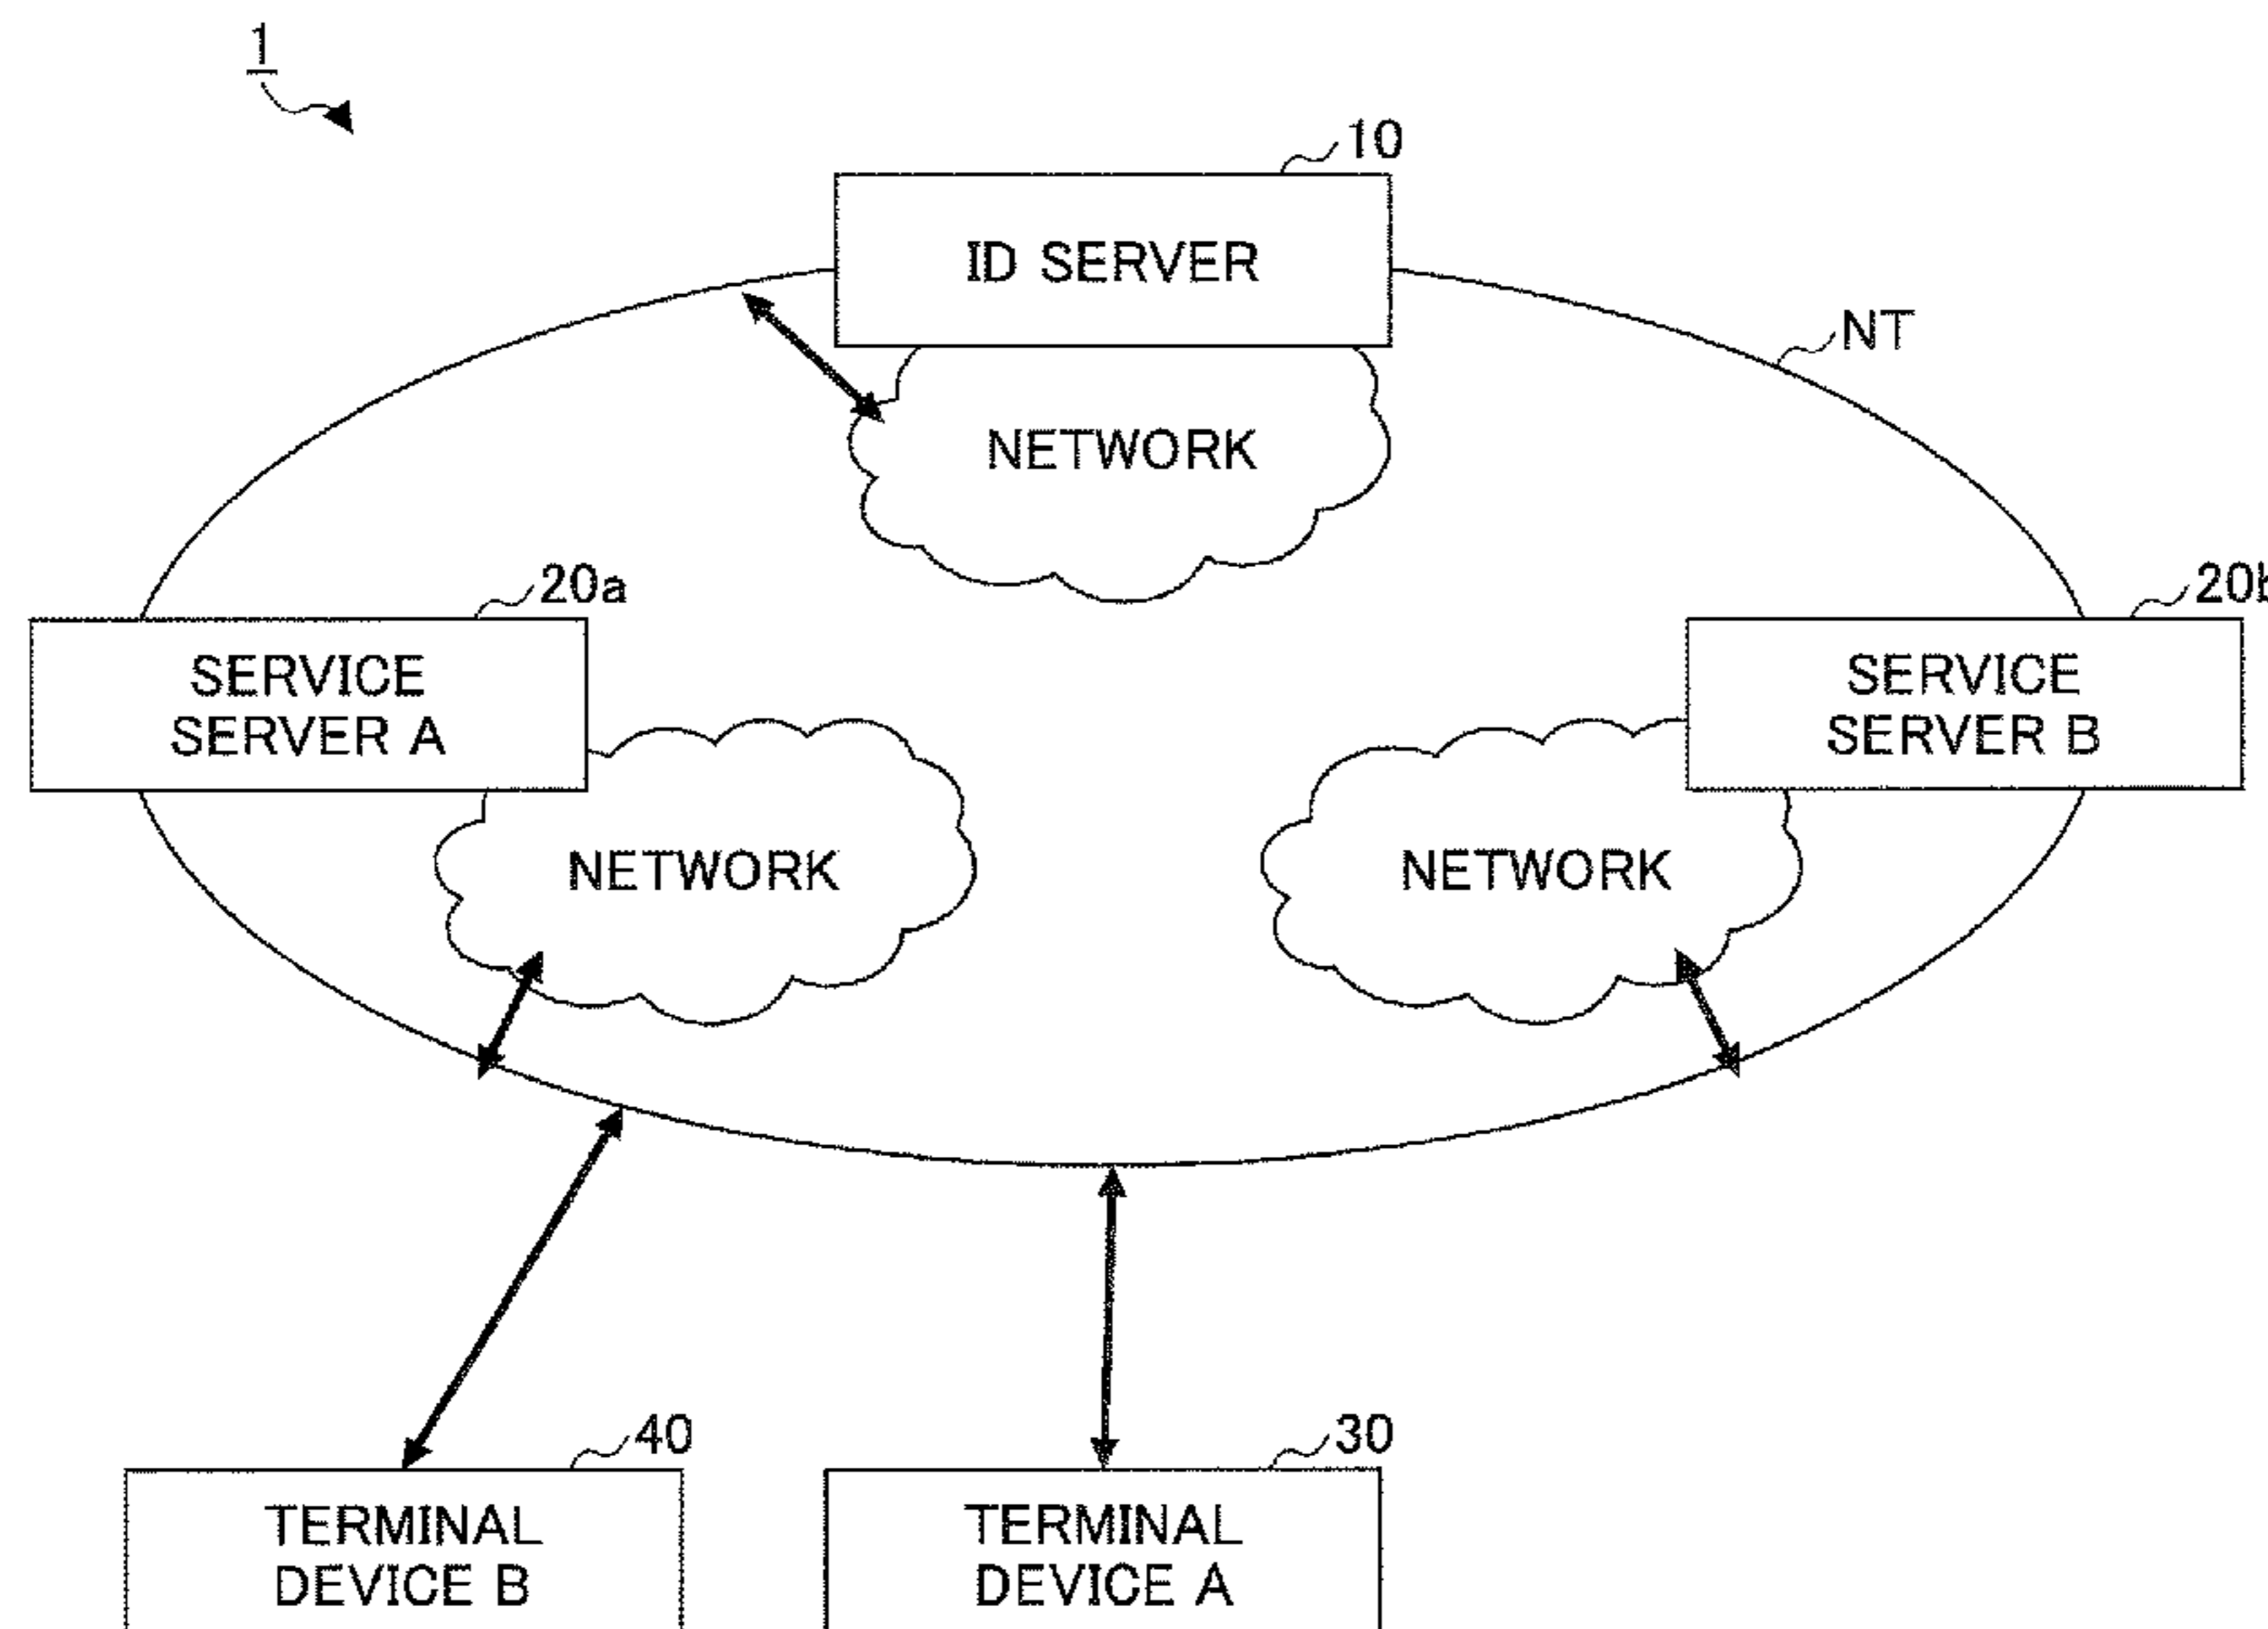 1
10
ID SERVER
NT
NETWORK
20a
20b
SERVICE
SERVER A
SERVICE
SERVER B
NETWORK
NETWORK
40
30
TERMINAL
DEVICE B
TERMINAL
DEVICE A